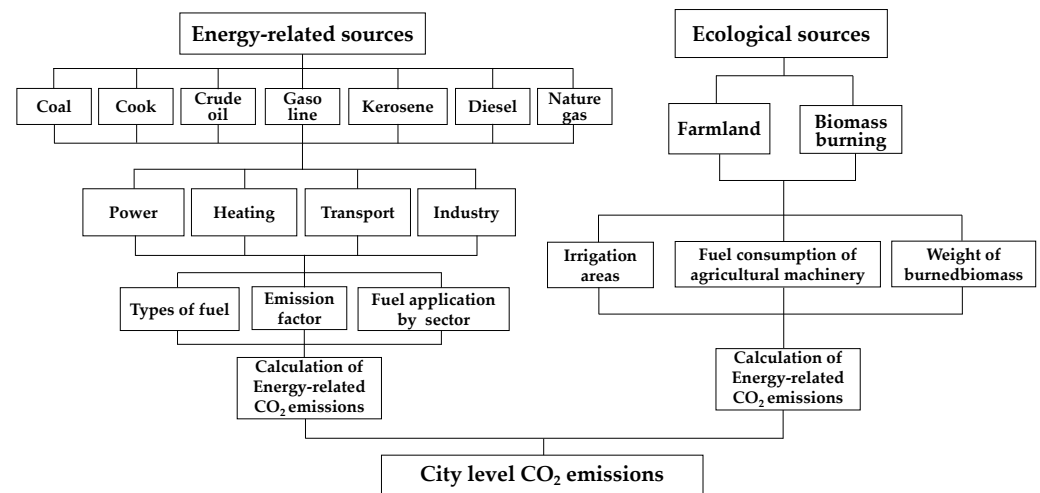 Energy-related sources
Ecological sources
Coal
Cook
Crude
oil
Gaso
line
Kerosene
Diesel
Nature
gas
Farmland
Biomass
burning
Power
Heating
Transport
Industry
Irrigation
areas
Fuel consumption of
agricultural machinery
Weight of
burnedbiomass
Types of fuel
Emission
factor
Fuel application
by sector
Calculation of
Energy-related
CO₂ emissions
Calculation of
Energy-related
CO₂ emissions
City level CO₂ emissions